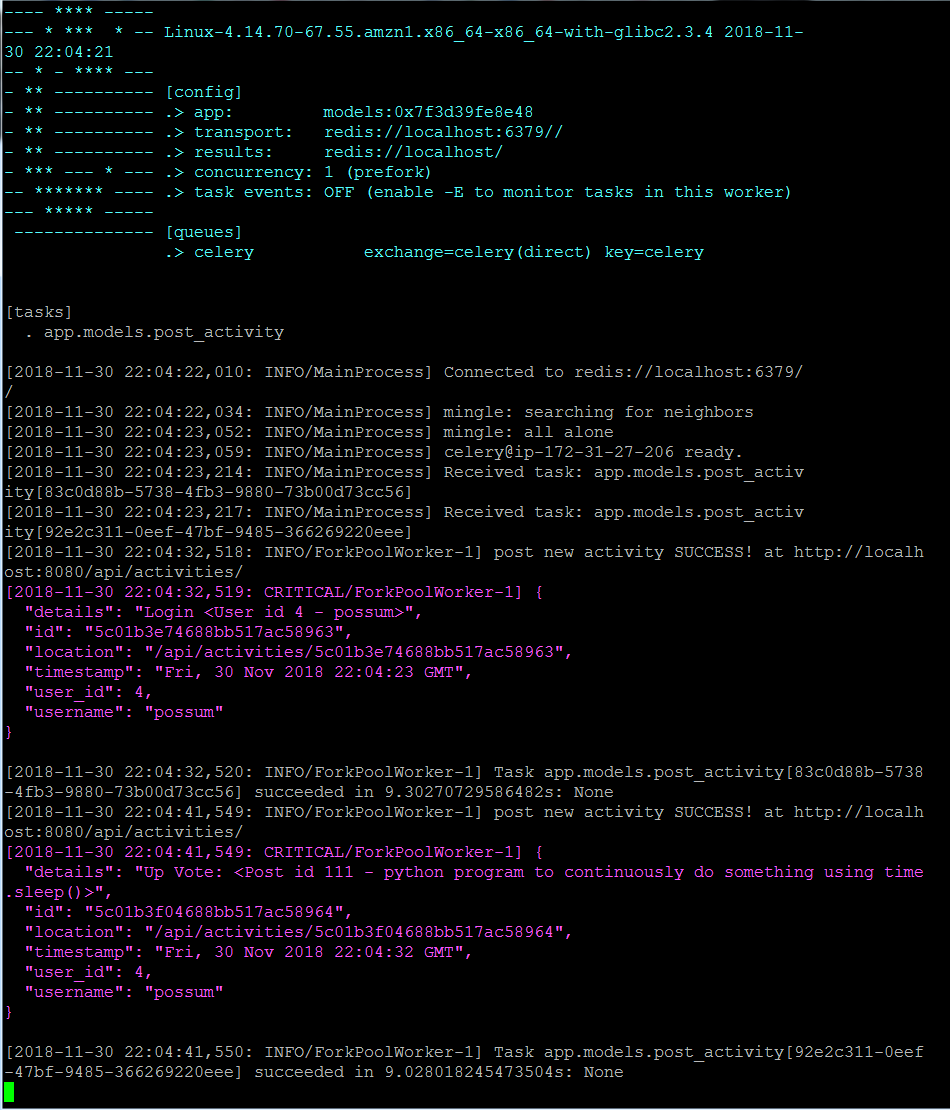 ---- **** -----
--- * ***  * -- Linux-4.14.70-67.55.amzn1.x86_64-x86_64-with-glibc2.3.4 2018-11-
30 22:04:21
-- * - **** ---
- ** ---------- [config]
- ** ---------- .> app:         models:0x7f3d39fe8e48
- ** ---------- .> transport:   redis://localhost:6379//
- ** ---------- .> results:     redis://localhost/
- *** --- * --- .> concurrency: 1 (prefork)
-- ******* ---- .> task events: OFF (enable -E to monitor tasks in this worker)
--- ***** -----
 -------------- [queues]
                .> celery           exchange=celery(direct) key=celery
[tasks]
  . app.models.post_activity
[2018-11-30 22:04:22,010: INFO/MainProcess] Connected to redis://localhost:6379/
/
[2018-11-30 22:04:22,034: INFO/MainProcess] mingle: searching for neighbors
[2018-11-30 22:04:23,052: INFO/MainProcess] mingle: all alone
[2018-11-30 22:04:23,059: INFO/MainProcess] celery@ip-172-31-27-206 ready.
[2018-11-30 22:04:23,214: INFO/MainProcess] Received task: app.models.post_activ
ity[83c0d88b-5738-4fb3-9880-73b00d73cc56]
[2018-11-30 22:04:23,217: INFO/MainProcess] Received task: app.models.post_activ
ity[92e2c311-0eef-47bf-9485-366269220eee]
[2018-11-30 22:04:32,518: INFO/ForkPoolWorker-1] post new activity SUCCESS! at http://localh
ost:8080/api/activities/
[2018-11-30 22:04:32,519: CRITICAL/ForkPoolWorker-1] {
  "details": "Login <User id 4 - possum>",
  "id": "5c01b3e74688bb517ac58963",
  "location": "/api/activities/5c01b3e74688bb517ac58963",
  "timestamp": "Fri, 30 Nov 2018 22:04:23 GMT",
  "user_id": 4,
  "username": "possum"
}
[2018-11-30 22:04:32,520: INFO/ForkPoolWorker-1] Task app.models.post_activity[83c0d88b-5738
-4fb3-9880-73b00d73cc56] succeeded in 9.30270729586482s: None
[2018-11-30 22:04:41,549: INFO/ForkPoolWorker-1] post new activity SUCCESS! at http://localh
ost:8080/api/activities/
[2018-11-30 22:04:41,549: CRITICAL/ForkPoolWorker-1] {
  "details": "Up Vote: <Post id 111 - python program to continuously do something using time
.sleep()>",
  "id": "5c01b3f04688bb517ac58964",
  "location": "/api/activities/5c01b3f04688bb517ac58964",
  "timestamp": "Fri, 30 Nov 2018 22:04:32 GMT",
  "user_id": 4,
  "username": "possum"
}
[2018-11-30 22:04:41,550: INFO/ForkPoolWorker-1] Task app.models.post_activity[92e2c311-0eef
-47bf-9485-366269220eee] succeeded in 9.028018245473504s: None